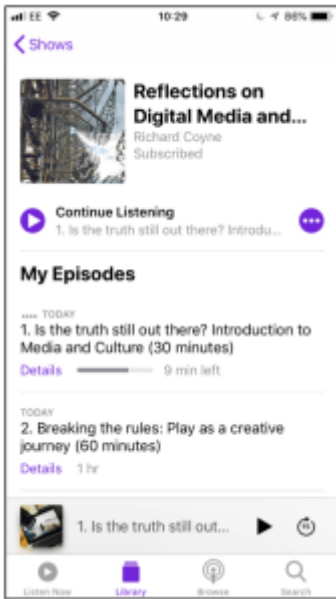 EE 10:29 86%
Shows
Reflections on
Digital Media and...
Richard Coyne
Subscribed
Continue Listening
1. Is the truth still out there? Introdu...
My Episodes
.... TODAY
1. Is the truth still out there? Introduction to
Media and Culture (30 minutes)
Details 9 min left
TODAY
2. Breaking the rules: Play as a creative
journey (60 minutes)
Details 1 hr
1. Is the truth still out...
Listen Now Library Browse Search